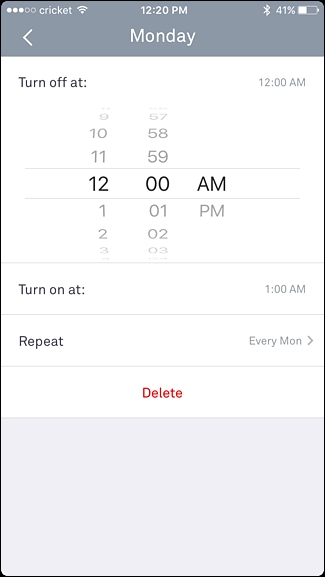 cricket 12:20 PM 41%
Monday
Turn off at: 12:00 AM
9 57
10 58
11 59
12 00 AM
1 01 PM
2 02
3 03
Turn on at: 1:00 AM
Repeat Every Mon
Delete